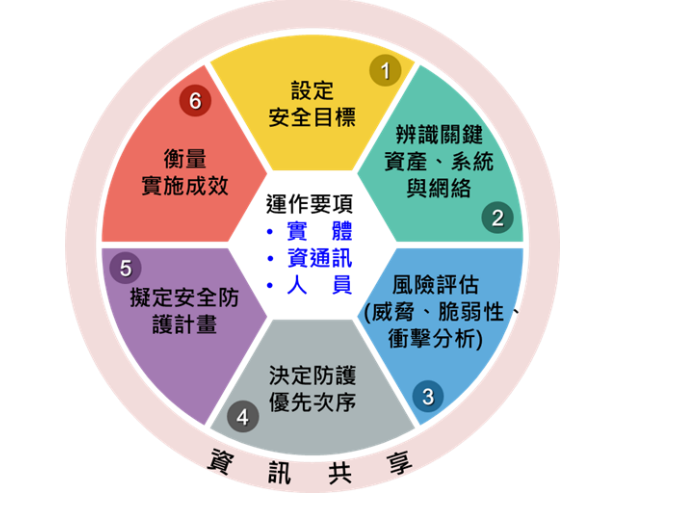 1
設定
安全目標
辨識關鍵
資產、系統
與網絡
2
風險評估
(威脅、脆弱性、
衝擊分析)
3
決定防護
優先次序
4
5
擬定安全防
護計畫
6
衡量
實施成效
運作要項
• 實 體
• 資通訊
• 人 員
資訊共享